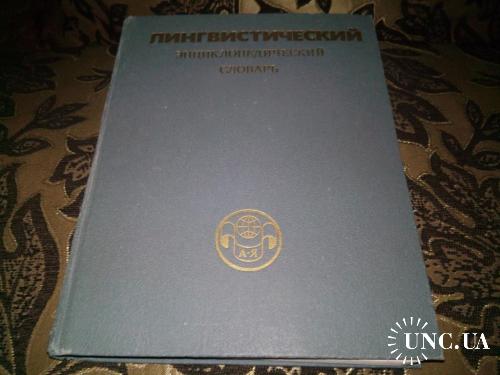 ЛИНГВИСТИЧЕСКИЙ
ЭНЦИКЛОПЕДИЧЕСКИЙ
СЛОВАРЬ
А-Я
UNC.UA